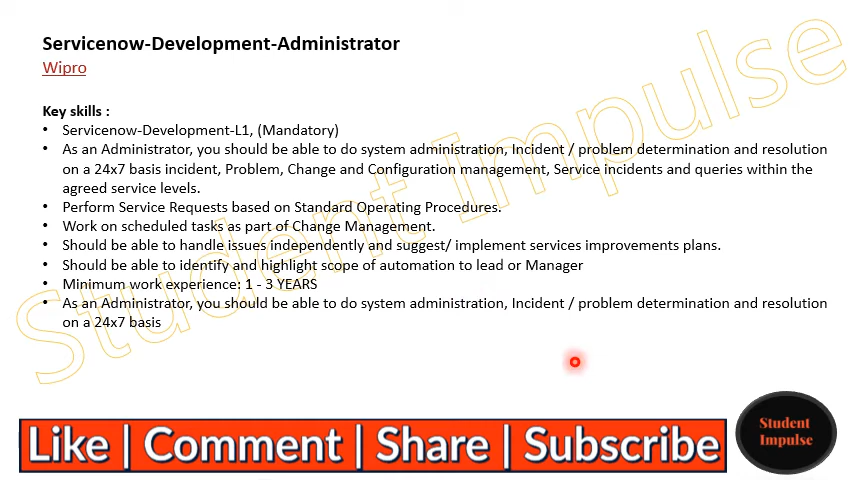 Servicenow-Development-Administrator
Wipro
Key skills :
• Servicenow-Development-L1, (Mandatory)
• As an Administrator, you should be able to do system administration, Incident / problem determination and resolution
on a 24x7 basis incident, Problem, Change and Configuration management, Service incidents and queries within the
agreed service levels.
• Perform Service Requests based on Standard Operating Procedures.
• Work on scheduled tasks as part of Change Management.
• Should be able to handle issues independently and suggest/ implement services improvements plans.
• Should be able to identify and highlight scope of automation to lead or Manager
• Minimum work experience: 1 - 3 YEARS
• As an Administrator, you should be able to do system administration, Incident / problem determination and resolution
on a 24x7 basis
Student Impulse
Like | Comment | Share | Subscribe
Student
Impulse